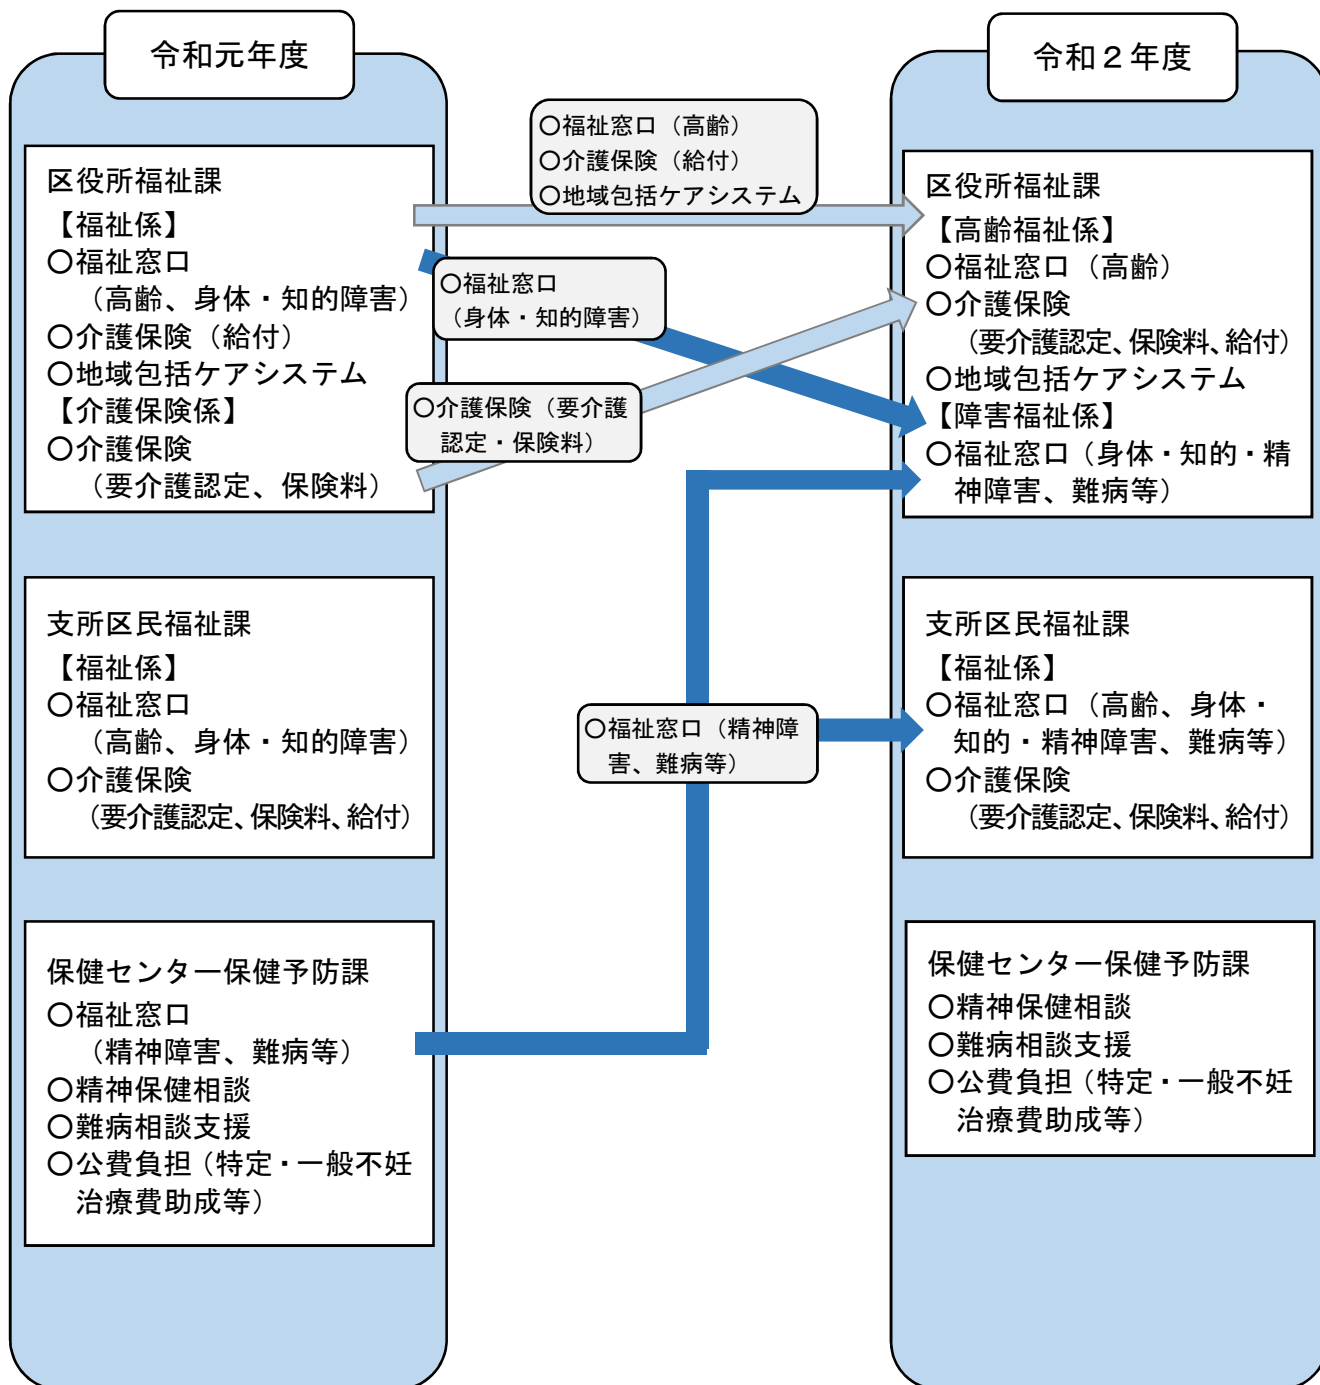 令和元年度
区役所福祉課
【福祉係】
〇福祉窓口
（高齢、身体・知的障害）
〇介護保険（給付）
〇地域包括ケアシステム
【介護保険係】
〇介護保険
（要介護認定、保険料）
支所区民福祉課
【福祉係】
〇福祉窓口
（高齢、身体・知的障害）
〇介護保険
（要介護認定、保険料、給付）
保健センター保健予防課
〇福祉窓口
（精神障害、難病等）
〇精神保健相談
〇難病相談支援
〇公費負担（特定・一般不妊
治療費助成等）
〇福祉窓口（高齢）
〇介護保険（給付）
〇地域包括ケアシステム
〇福祉窓口
（身体・知的障害）
〇介護保険（要介護
認定・保険料）
〇福祉窓口（精神障
害、難病等）
令和２年度
区役所福祉課
【高齢福祉係】
〇福祉窓口（高齢）
〇介護保険
（要介護認定、保険料、給付）
〇地域包括ケアシステム
【障害福祉係】
〇福祉窓口（身体・知的・精
神障害、難病等）
支所区民福祉課
【福祉係】
〇福祉窓口（高齢、身体・
知的・精神障害、難病等）
〇介護保険
（要介護認定、保険料、給付）
保健センター保健予防課
〇精神保健相談
〇難病相談支援
〇公費負担（特定・一般不妊
治療費助成等）